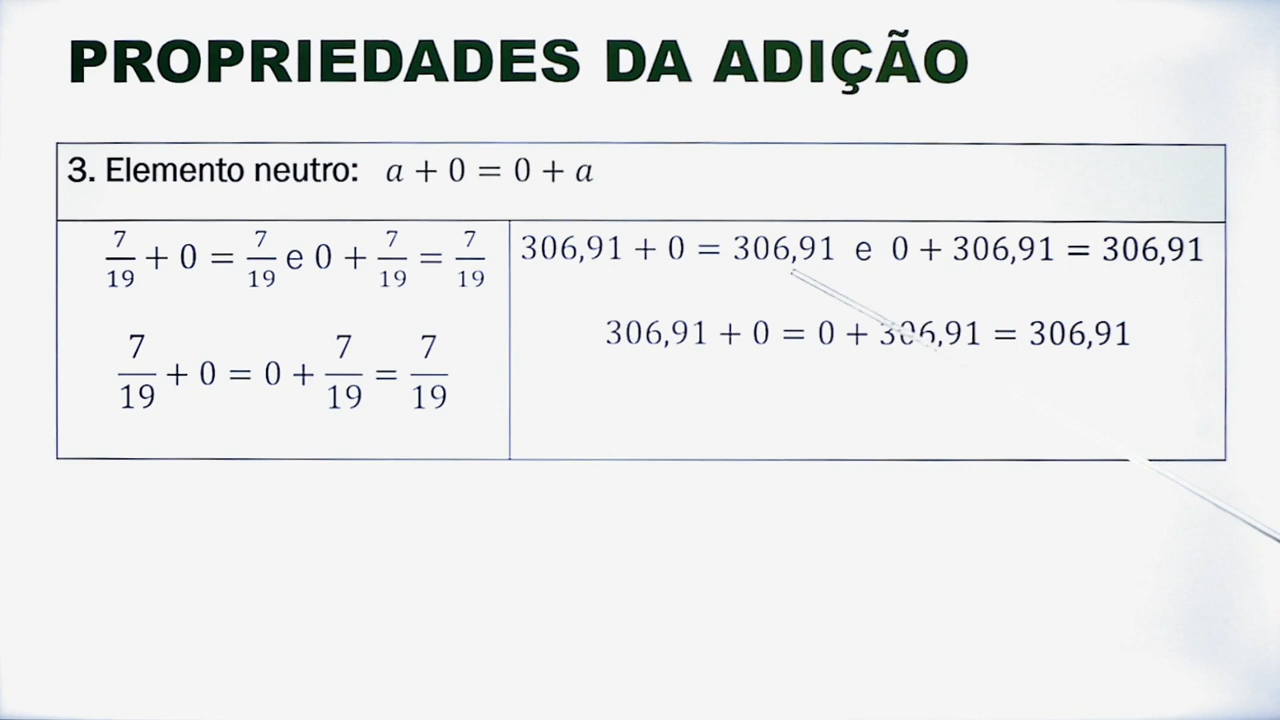 PROPRIEDADES DA ADIÇÃO
3. Elemento neutro: a + 0 = 0 + a
7/19 + 0 = 7/19 e 0 + 7/19 = 7/19
306,91 + 0 = 306,91 e 0 + 306,91 = 306,91
7/19 + 0 = 0 + 7/19 = 7/19
306,91 + 0 = 0 + 306,91 = 306,91